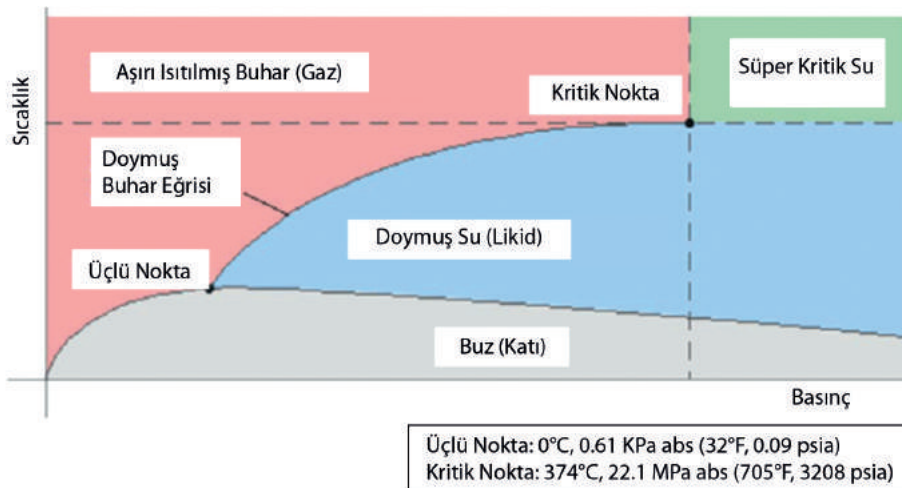 Aşırı Isıtılmış Buhar (Gaz)
Süper Kritik Su
Kritik Nokta
Sıcaklık
Doymuş
Buhar Eğrisi
Doymuş Su (Likid)
Üçlü Nokta
Buz (Katı)
Basınç
Üçlü Nokta: 0°C, 0.61 KPa abs (32°F, 0.09 psia)
Kritik Nokta: 374°C, 22.1 MPa abs (705°F, 3208 psia)